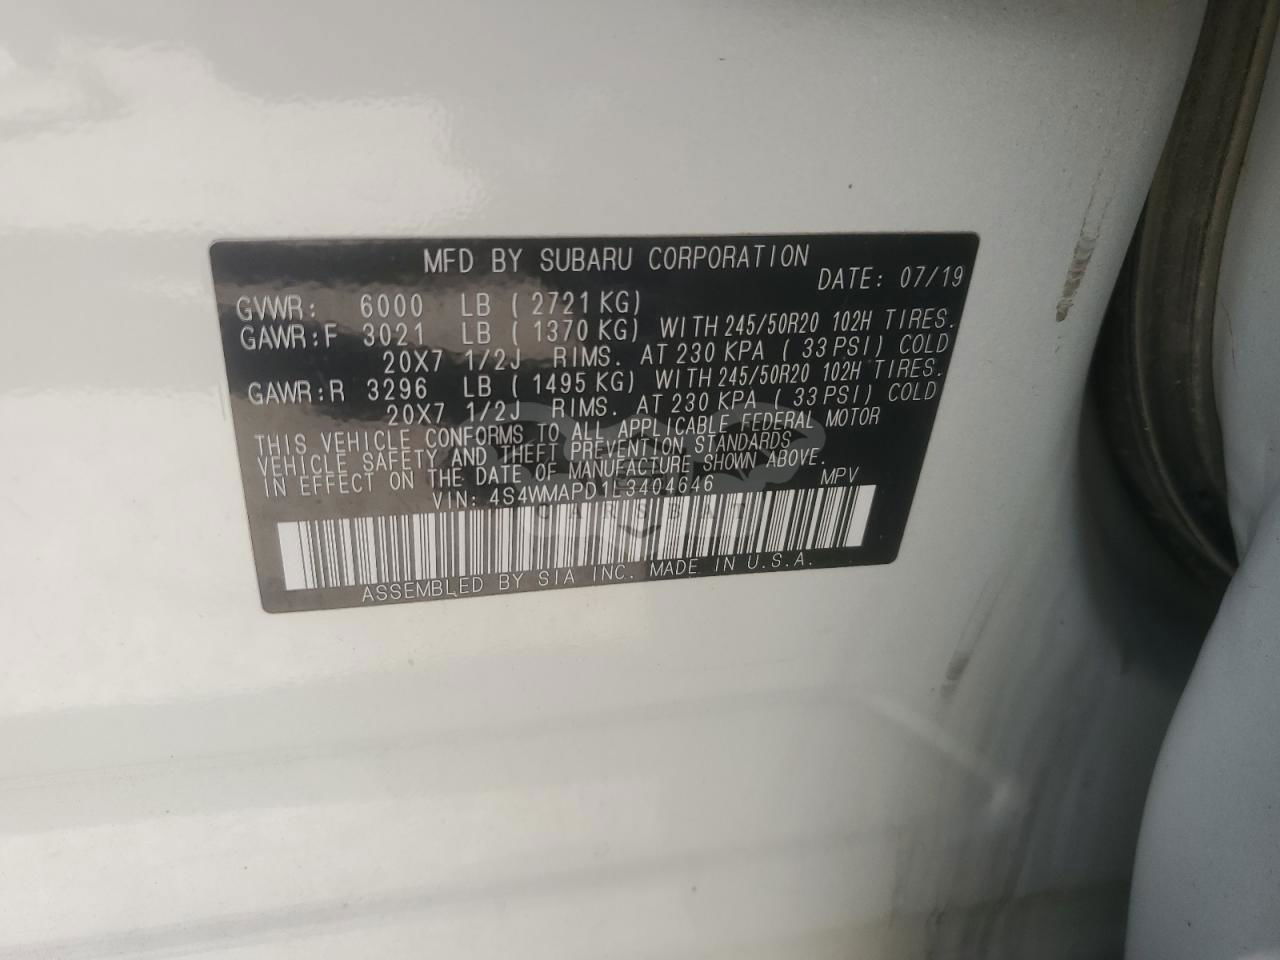 MFD BY SUBARU CORPORATION
DATE: 07/19
GVWR: 6000 LB ( 2721 KG)
GAWR:F 3021 LB ( 1370 KG) WITH 245/50R20 102H TIRES.
20X7 1/2J RIMS. AT 230 KPA ( 33 PSI) COLD
GAWR:R 3296 LB ( 1495 KG) WITH 245/50R20 102H TIRES.
20X7 1/2J RIMS. AT 230 KPA ( 33 PSI) COLD
THIS VEHICLE CONFORMS TO ALL APPLICABLE FEDERAL MOTOR
VEHICLE SAFETY AND THEFT PREVENTION STANDARDS
IN EFFECT ON THE DATE OF MANUFACTURE SHOWN ABOVE.
VIN: 4S4WMAPD1L3404646 MPV
CARSBAT
ASSEMBLED BY SIA INC. MADE IN U.S.A.